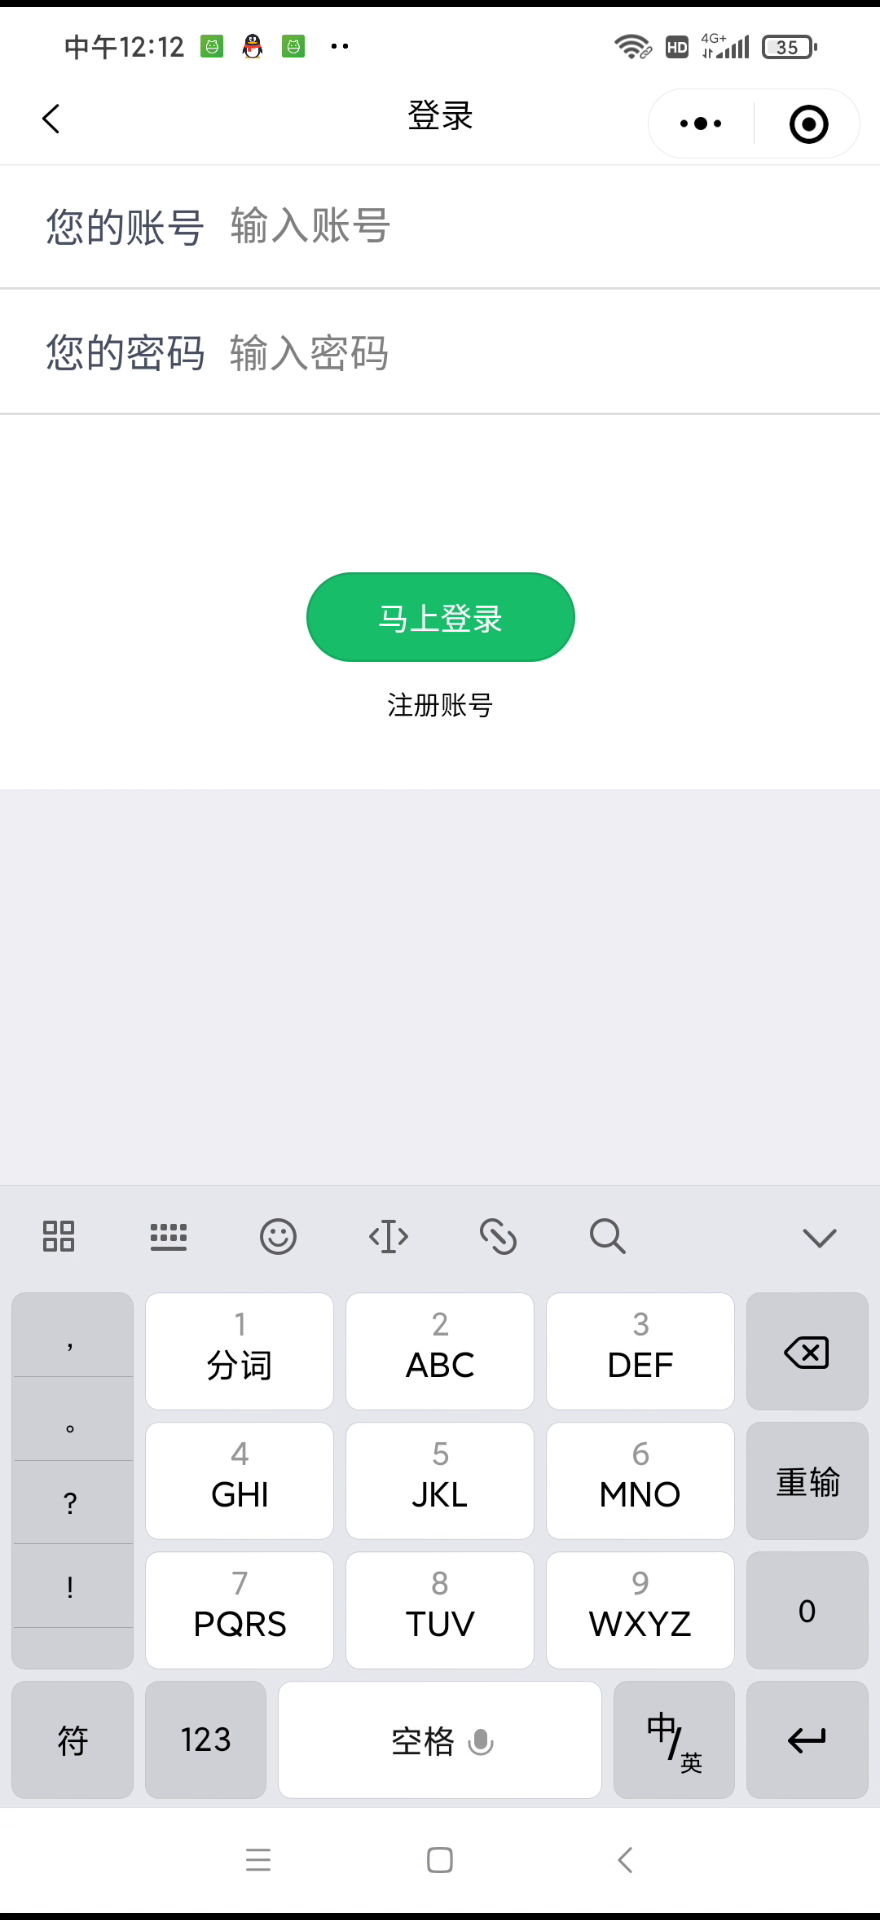 中午12:12
HD 4G+ 35
登录
您的账号 输入账号
您的密码 输入密码
马上登录
注册账号
,
。
?
!
1
分词
2
ABC
3
DEF
4
GHI
5
JKL
6
MNO
重输
7
PQRS
8
TUV
9
WXYZ
0
符
123
空格
中/英